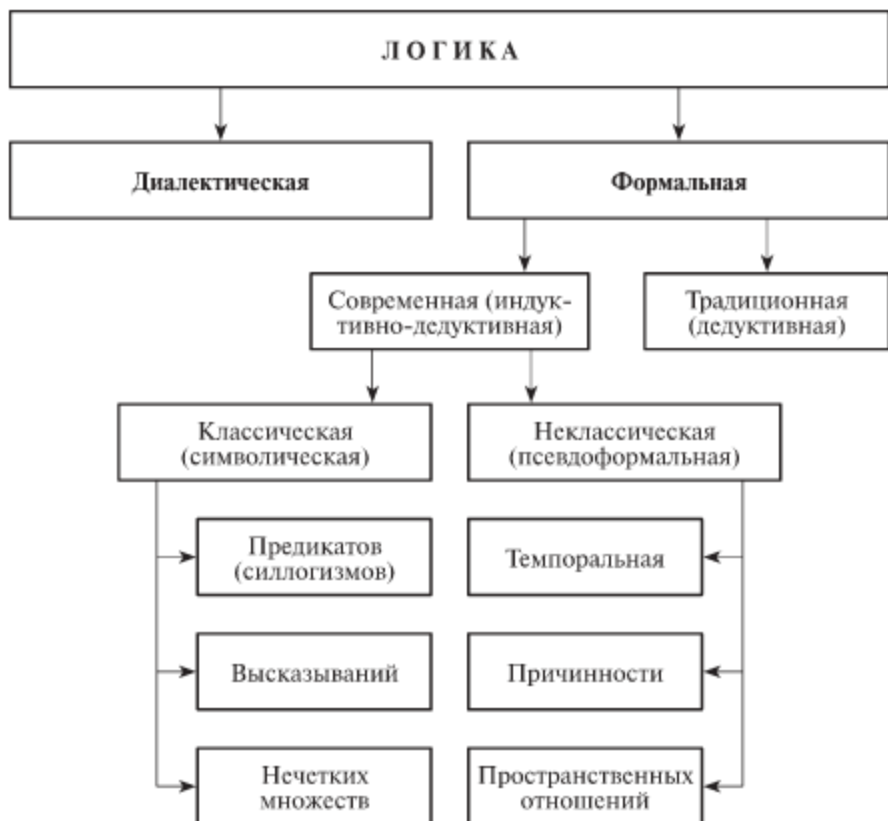 ЛОГИКА
Диалектическая
Формальная
Современная (индук-
тивно-дедуктивная)
Традиционная
(дедуктивная)
Классическая
(символическая)
Неклассическая
(псевдоформальная)
Предикатов
(силлогизмов)
Темпоральная
Высказываний
Причинности
Нечетких
множеств
Пространственных
отношений